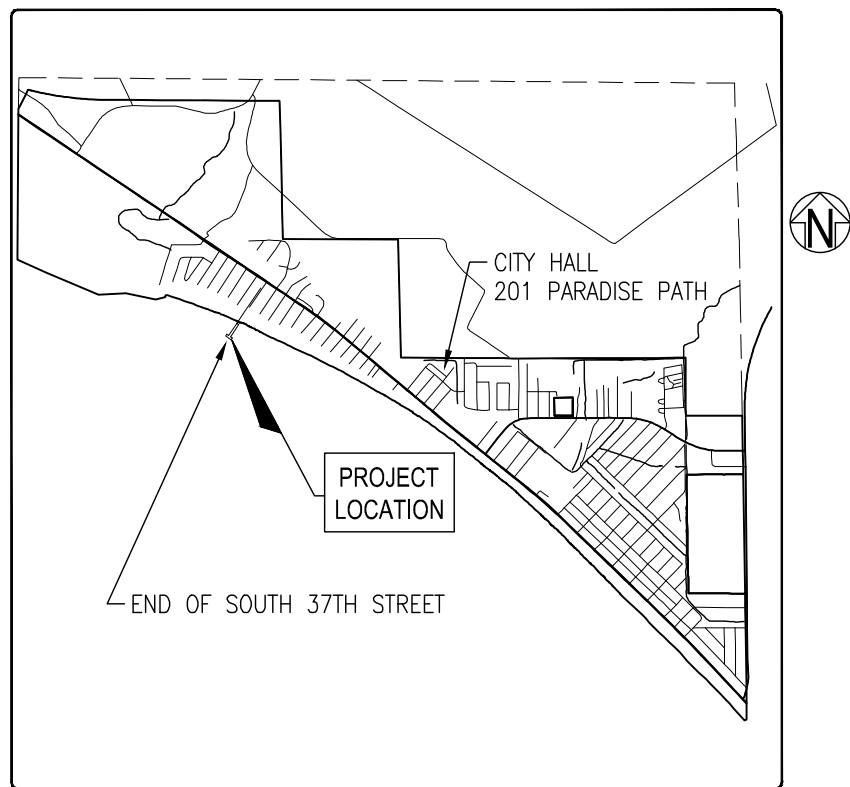 N
CITY HALL
201 PARADISE PATH
PROJECT
LOCATION
END OF SOUTH 37TH STREET